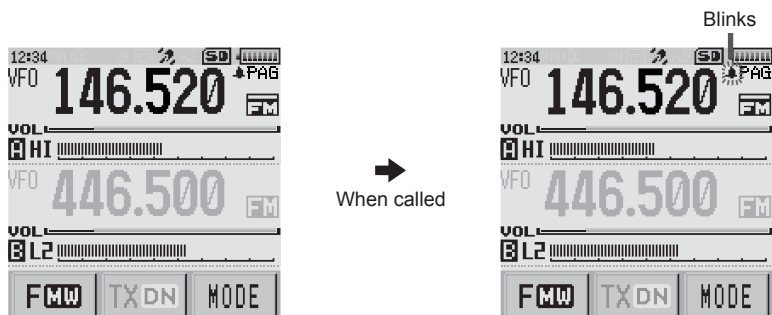 Blinks
12:34 SD
VFO 146.520 PAG
FM
VOL
A HI
VFO 446.500 FM
VOL
B L2
F MW TX DN MODE
When called
12:34 SD
VFO 146.520 PAG
FM
VOL
A HI
VFO 446.500 FM
VOL
B L2
F MW TX DN MODE